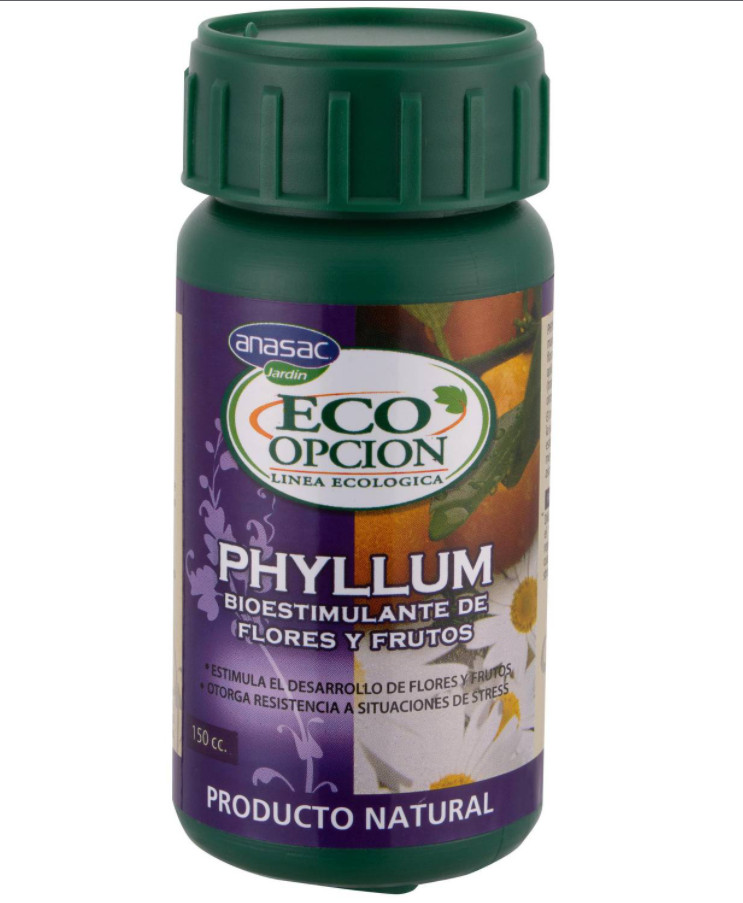 anasac
Jardín
ECO
OPCION
LINEA ECOLOGICA
PHYLLUM
BIOESTIMULANTE DE
FLORES Y FRUTOS
• ESTIMULA EL DESARROLLO DE FLORES Y FRUTOS
• OTORGA RESISTENCIA A SITUACIONES DE STRESS
150 cc.
PRODUCTO NATURAL